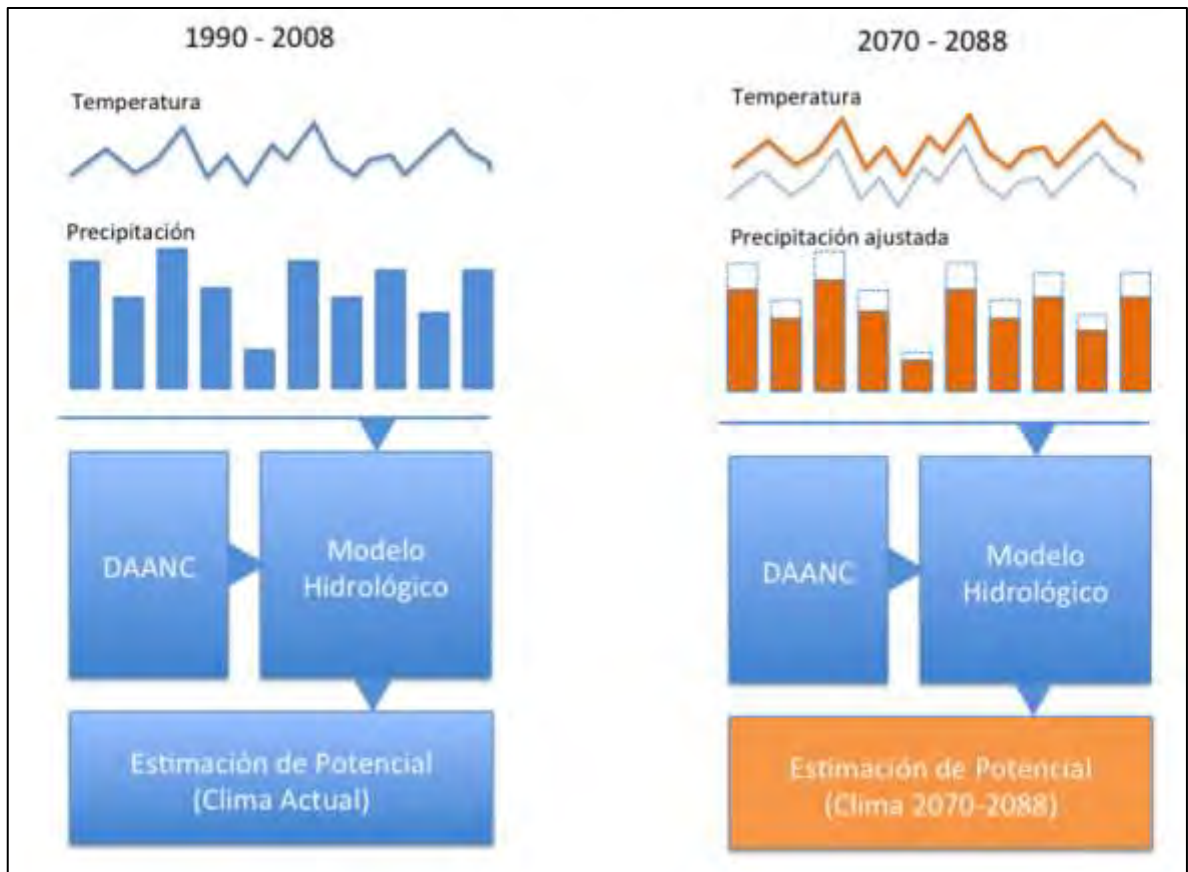 1990 - 2008
Temperatura
Precipitación
DAANC
Modelo
Hidrológico
Estimación de Potencial
(Clima Actual)
2070 - 2088
Temperatura
Precipitación ajustada
DAANC
Modelo
Hidrológico
Estimación de Potencial
(Clima 2070-2088)